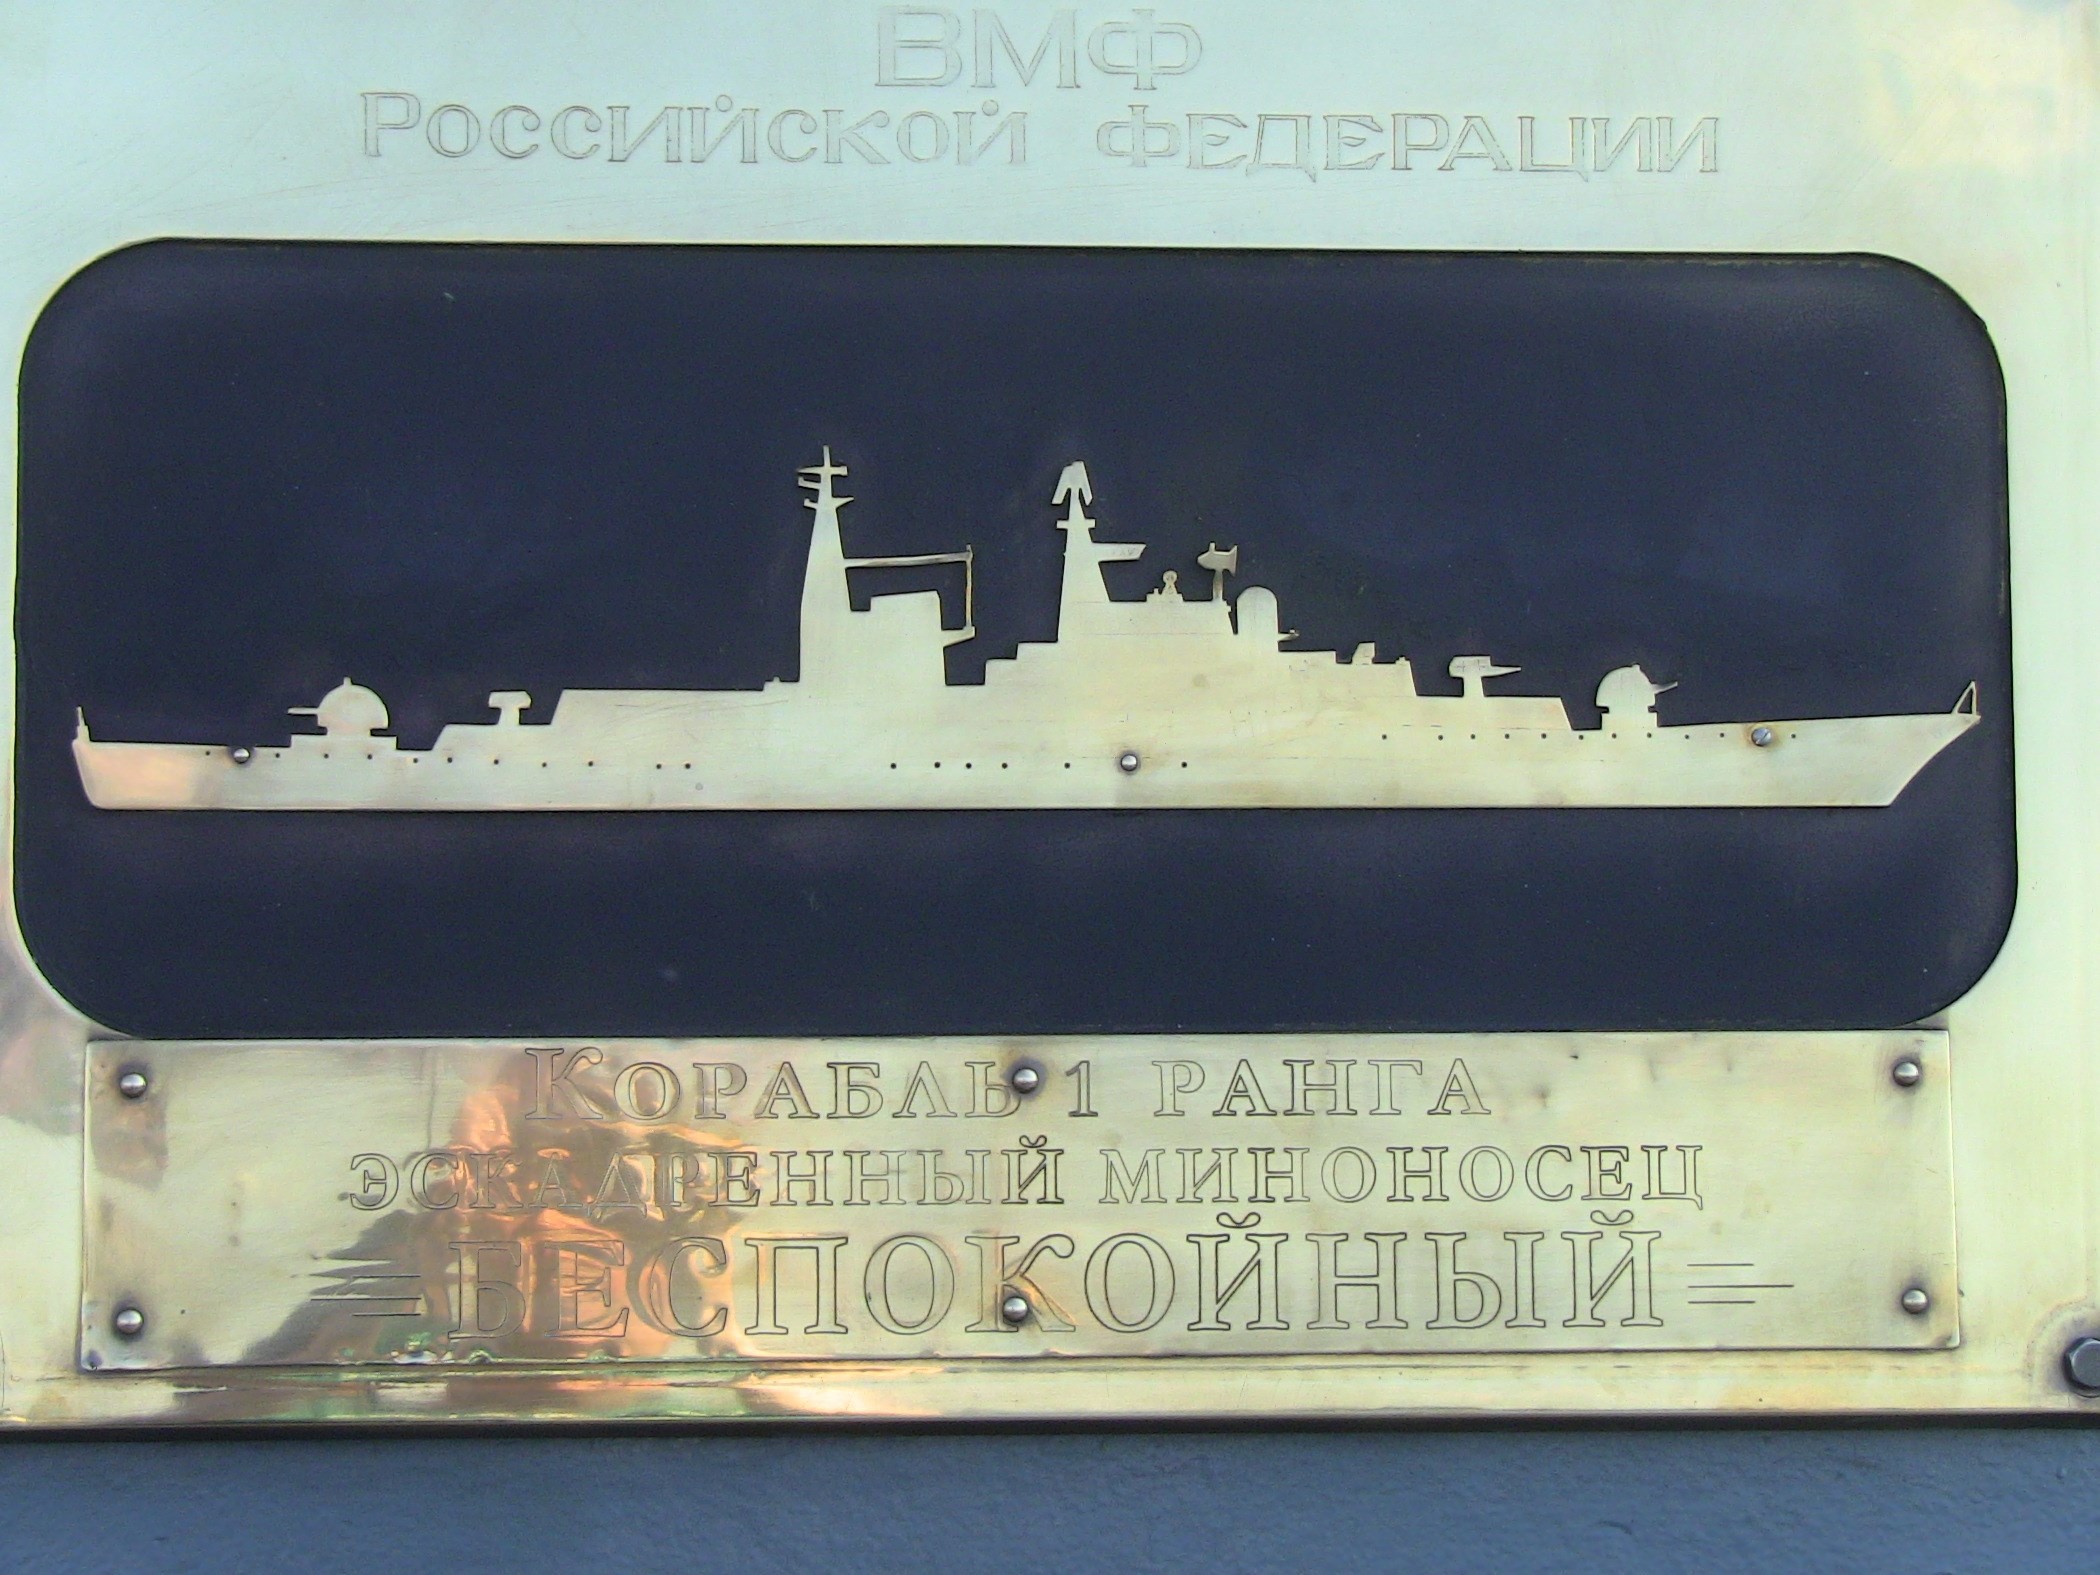 ВМФ
Российской Федерации
Корабль 1 ранга
эскадренный миноносец
Беспокойный